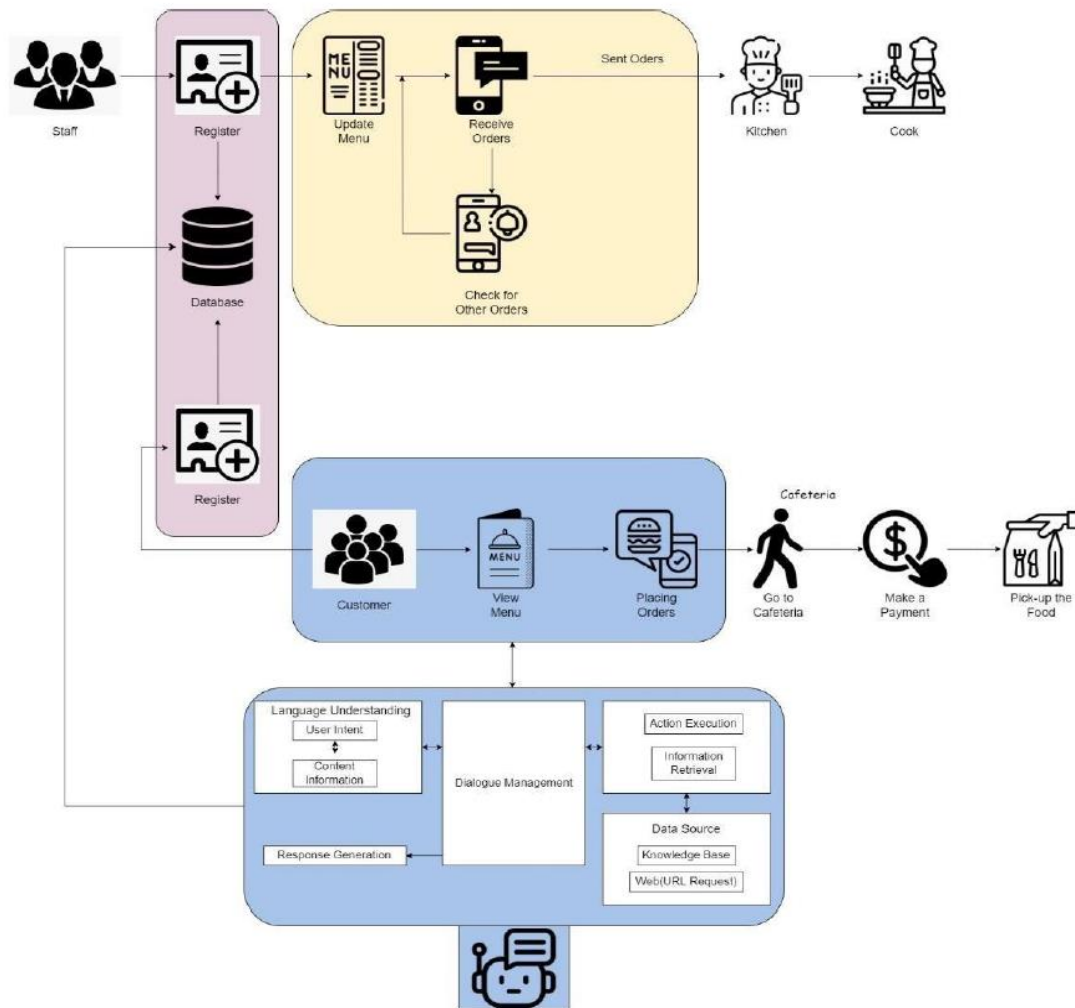 Staff
Register
MENU
Update
Menu
Receive
Orders
Sent Oders
Kitchen
Cook
Database
Check for
Other Orders
Register
Customer
MENU
View
Menu
Placing
Orders
Cafeteria
Go to
Cafeteria
$
Make a
Payment
Pick-up the
Food
Language Understanding
User Intent
Content
Information
Dialogue Management
Action Execution
Information
Retrieval
Response Generation
Data Source
Knowledge Base
Web(URL Request)